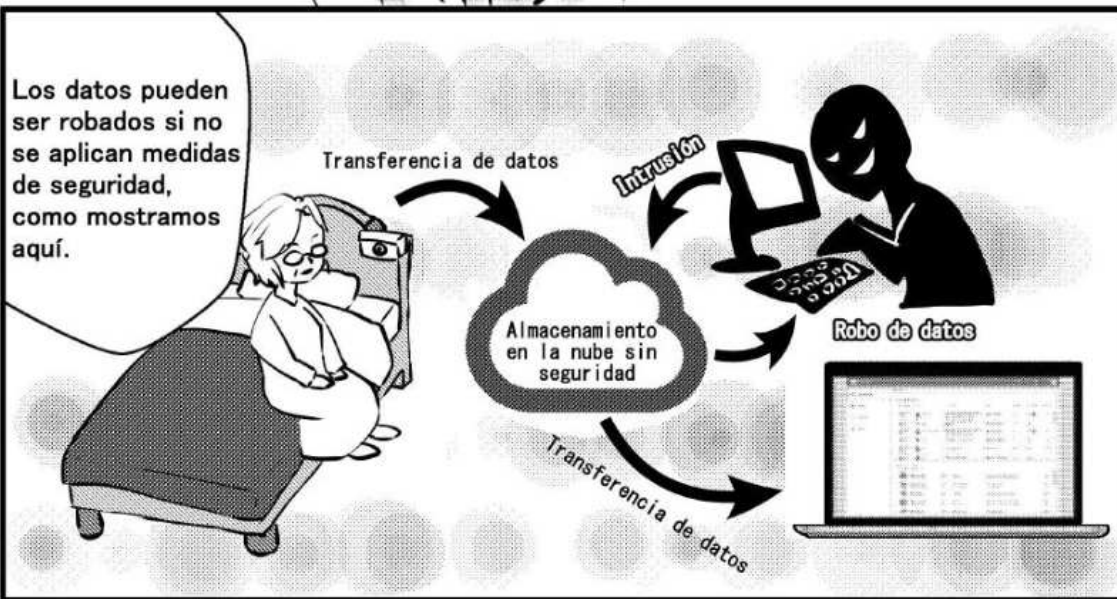 Los datos pueden
ser robados si no
se aplican medidas
de seguridad,
como mostramos
aquí.
Transferencia de datos
Intrusión
Almacenamiento
en la nube sin
seguridad
Robo de datos
Transferencia de datos